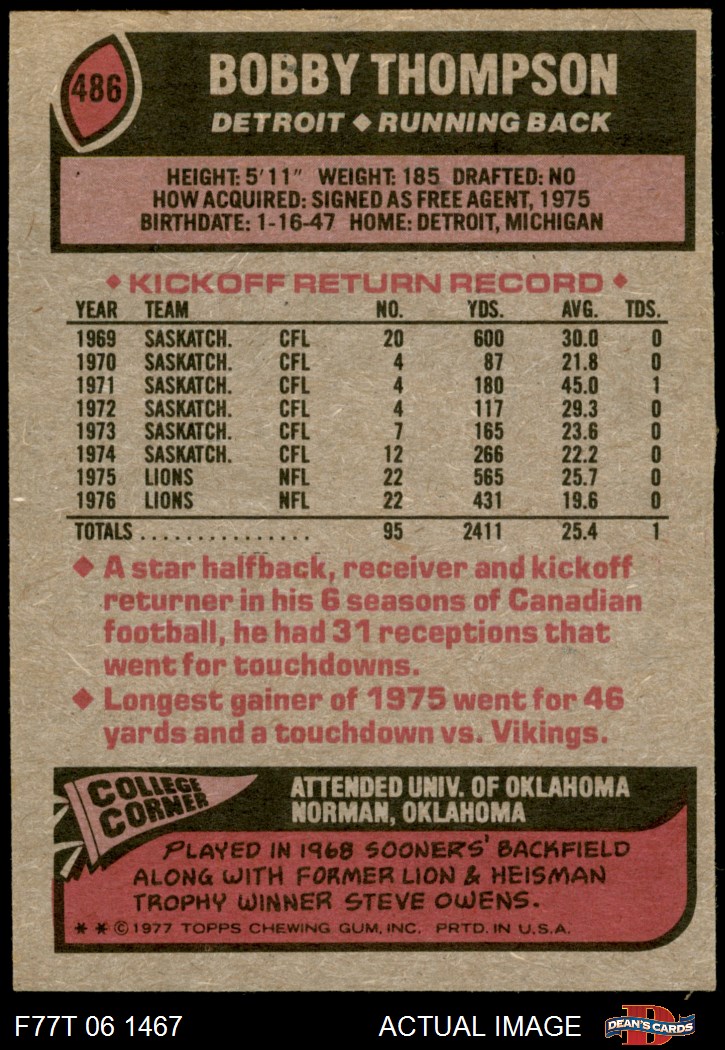 486
BOBBY THOMPSON
DETROIT ◆ RUNNING BACK
HEIGHT: 5'11" WEIGHT: 185 DRAFTED: NO
HOW ACQUIRED: SIGNED AS FREE AGENT, 1975
BIRTHDATE: 1-16-47 HOME: DETROIT, MICHIGAN
◆ KICKOFF RETURN RECORD ◆
YEAR TEAM NO. YDS. AVG. TDS.
1969 SASKATCH. CFL 20 600 30.0 0
1970 SASKATCH. CFL 4 87 21.8 0
1971 SASKATCH. CFL 4 180 45.0 1
1972 SASKATCH. CFL 4 117 29.3 0
1973 SASKATCH. CFL 7 165 23.6 0
1974 SASKATCH. CFL 12 266 22.2 0
1975 LIONS NFL 22 565 25.7 0
1976 LIONS NFL 22 431 19.6 0
TOTALS . . . . . . . . . . . . . . . 95 2411 25.4 1
◆ A star halfback, receiver and kickoff
returner in his 6 seasons of Canadian
football, he had 31 receptions that
went for touchdowns.
◆ Longest gainer of 1975 went for 46
yards and a touchdown vs. Vikings.
COLLEGE
CORNER
ATTENDED UNIV. OF OKLAHOMA
NORMAN, OKLAHOMA
PLAYED IN 1968 SOONERS' BACKFIELD
ALONG WITH FORMER LION & HEISMAN
TROPHY WINNER STEVE OWENS.
** © 1977 TOPPS CHEWING GUM, INC. PRTD. IN U.S.A.
F77T 06 1467 ACTUAL IMAGE
D
DEAN'S CARDS